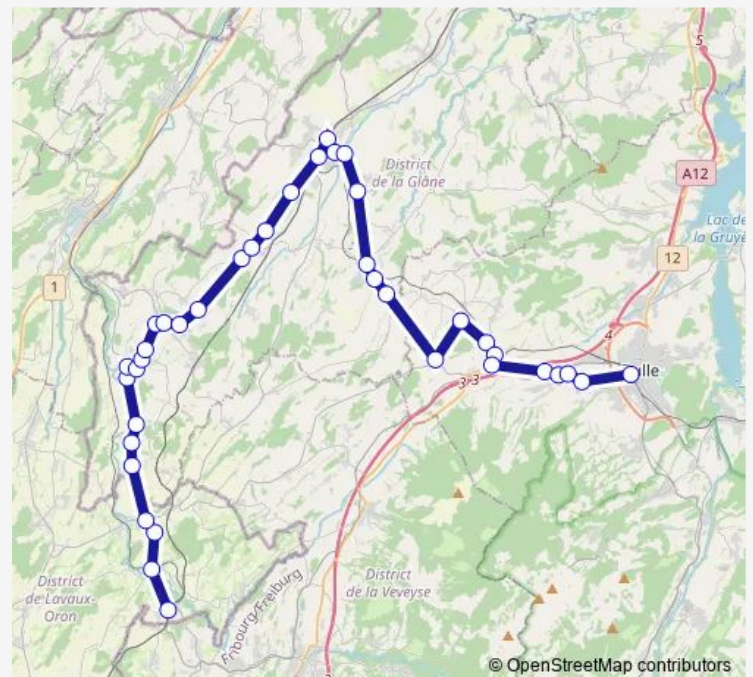 5
District
de la Glâne
A12
Lac de
la Gruyè
12
1
4
lle
3 3
District
de Lavaux-
Oron
Fribourg/Freiburg
District
de la Veveyse
© OpenStreetMap contributors